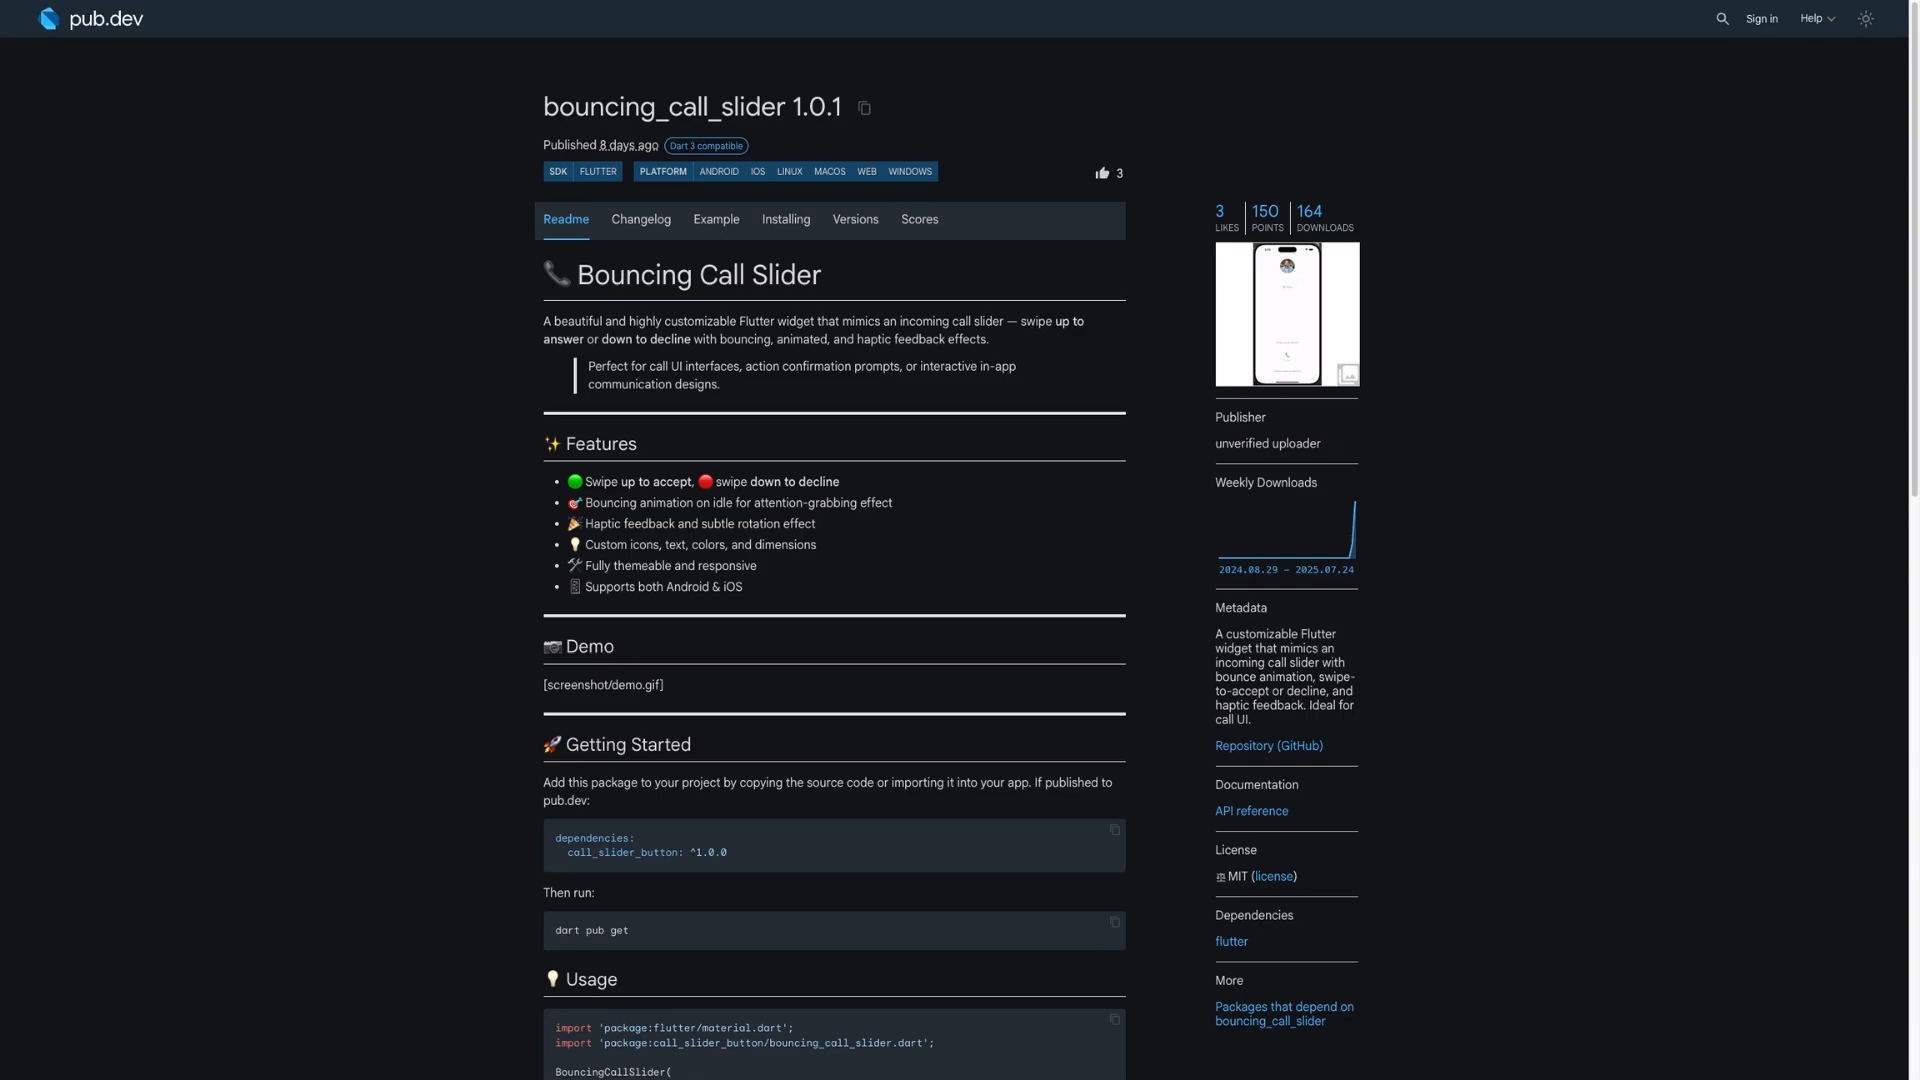 pub.dev
Sign in
Help
bouncing_call_slider 1.0.1
Published 8 days ago
Dart 3 compatible
SDK FLUTTER
PLATFORM ANDROID IOS LINUX MACOS WEB WINDOWS
3
Readme
Changelog
Example
Installing
Versions
Scores
📞 Bouncing Call Slider
A beautiful and highly customizable Flutter widget that mimics an incoming call slider — swipe up to
answer or down to decline with bouncing, animated, and haptic feedback effects.
Perfect for call UI interfaces, action confirmation prompts, or interactive in-app
communication designs.
✨ Features
• 🟢 Swipe up to accept, 🔴 swipe down to decline
• 🎯 Bouncing animation on idle for attention-grabbing effect
• 🎉 Haptic feedback and subtle rotation effect
• 💡 Custom icons, text, colors, and dimensions
• 🛠 Fully themeable and responsive
• Supports both Android & iOS
📷 Demo
[screenshot/demo.gif]
🚀 Getting Started
Add this package to your project by copying the source code or importing it into your app. If published to
pub.dev:
dependencies:
  call_slider_button: ^1.0.0
Then run:
dart pub get
💡 Usage
import 'package:flutter/material.dart';
import 'package:call_slider_button/bouncing_call_slider.dart';
BouncingCallSlider(
3 150 164
LIKES POINTS DOWNLOADS
Publisher
unverified uploader
Weekly Downloads
2024.08.29 – 2025.07.24
Metadata
A customizable Flutter
widget that mimics an
incoming call slider with
bounce animation, swipe-
to-accept or decline, and
haptic feedback. Ideal for
call UI.
Repository (GitHub)
Documentation
API reference
License
MIT (license)
Dependencies
flutter
More
Packages that depend on
bouncing_call_slider